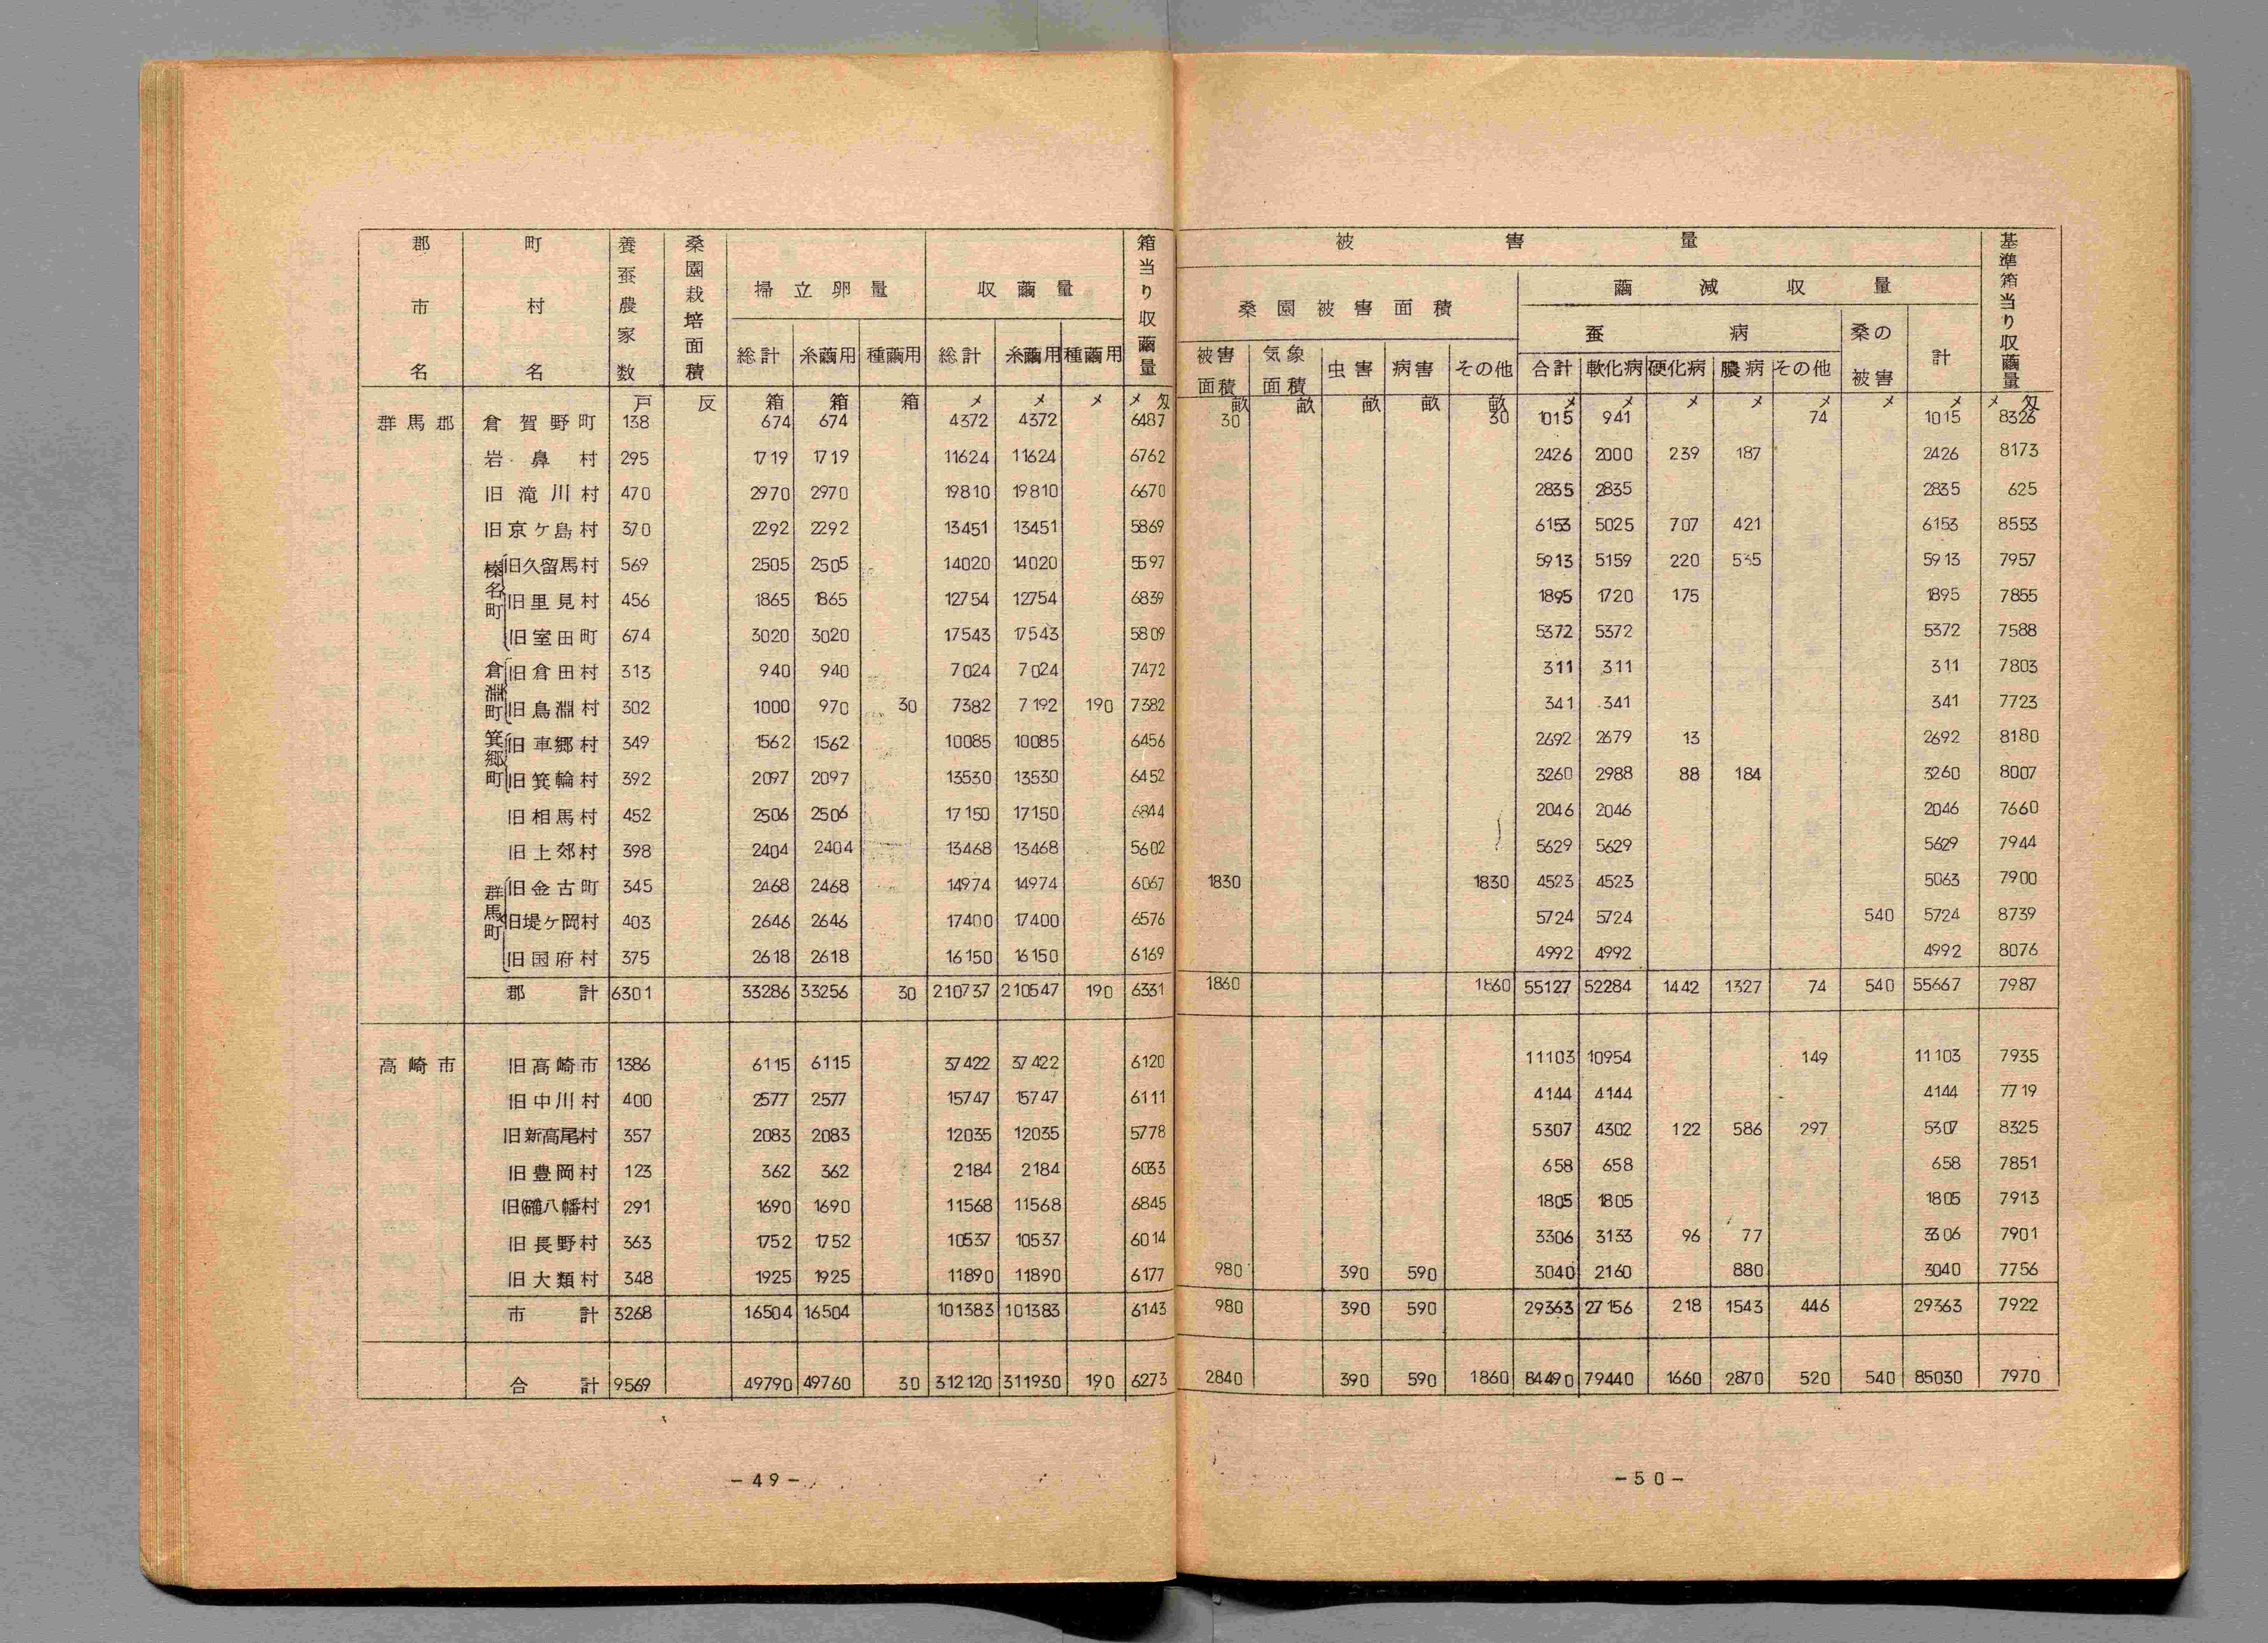 郡市名 町村名 養蚕農家数 桑園栽培面積 掃立卵量 収繭量 箱当り収繭量 被害量 基準箱当り収繭量
桑園被害面積 繭減収量
蚕病 桑の被害 計
総計 糸繭用 種繭用 総計 糸繭用 種繭用 被害面積 気象面積 虫害 病害 その他 合計 軟化病 硬化病 膿病 その他
戸 反 箱 箱 箱 メ メ メ メ匁 畝 畝 畝 畝 畝 メ メ メ メ メ メ メ メ匁
群馬郡 倉賀野町 138 674 674 4372 4372 6487 30 30 1015 941 74 1015 8326
岩鼻村 295 1719 1719 11624 11624 6762 2426 2000 239 187 2426 8173
旧滝川村 470 2970 2970 19810 19810 6670 2835 2835 2835 625
旧京ケ島村 370 2292 2292 13451 13451 5869 6153 5025 707 421 6153 8553
榛名町 旧久留馬村 569 2505 2505 14020 14020 5597 5913 5159 220 535 5913 7957
旧里見村 456 1865 1865 12754 12754 6839 1895 1720 175 1895 7855
旧室田町 674 3020 3020 17543 17543 5809 5372 5372 5372 7588
倉淵町 旧倉田村 313 940 940 7024 7024 7472 311 311 311 7803
旧烏淵村 302 1000 970 30 7382 7192 190 7382 341 341 341 7723
箕郷町 旧車郷村 349 1562 1562 10085 10085 6456 2692 2679 13 2692 8180
旧箕輪村 392 2097 2097 13530 13530 6452 3260 2988 88 184 3260 8007
旧相馬村 452 2506 2506 17150 17150 6844 2046 2046 2046 7660
旧上郊村 398 2404 2404 13468 13468 5602 5629 5629 5629 7944
群馬町 旧金古町 345 2468 2468 14974 14974 6067 1830 1830 4523 4523 5063 7900
旧堤ケ岡村 403 2646 2646 17400 17400 6576 5724 5724 540 5724 8739
旧国府村 375 2618 2618 16150 16150 6169 4992 4992 4992 8076
郡計 6301 33286 33256 30 210737 210547 190 6331 1860 1860 55127 52284 1442 1327 74 540 55667 7987
高崎市 旧高崎市 1386 6115 6115 37422 37422 6120 11103 10954 149 11103 7935
旧中川村 400 2577 2577 15747 15747 6111 4144 4144 4144 7719
旧新高尾村 357 2083 2083 12035 12035 5778 5307 4302 122 586 297 5307 8325
旧豊岡村 123 362 362 2184 2184 6033 658 658 658 7851
旧(碓)八幡村 291 1690 1690 11568 11568 6845 1805 1805 1805 7913
旧長野村 363 1752 1752 10537 10537 6014 3306 3133 96 77 3306 7901
旧大類村 348 1925 1925 11890 11890 6177 980 390 590 3040 2160 880 3040 7756
市計 3268 16504 16504 101383 101383 6143 980 390 590 29363 27156 218 1543 446 29363 7922
合計 9569 49790 49760 30 312120 311930 190 6273 2840 390 590 1860 84490 79440 1660 2870 520 540 85030 7970
-49-
-50-